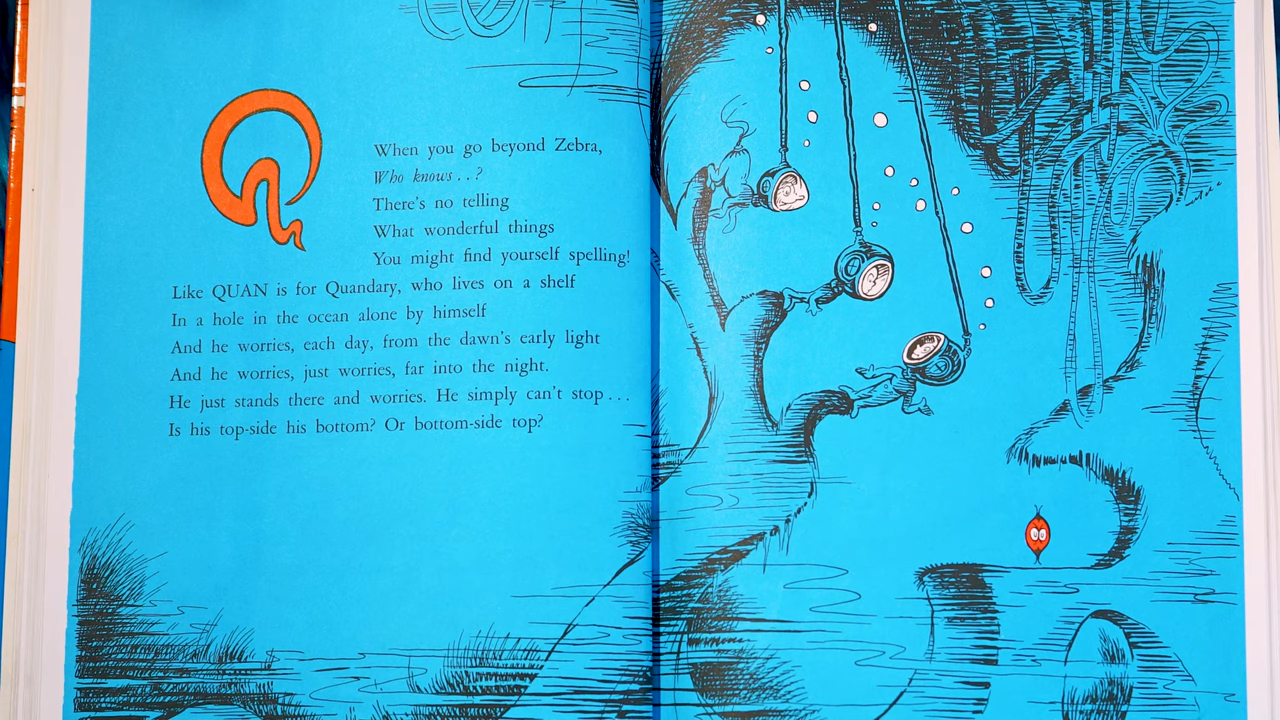 When you go beyond Zebra,
Who knows..?
There's no telling
What wonderful things
You might find yourself spelling!
Like QUAN is for Quandary, who lives on a shelf
In a hole in the ocean alone by himself
And he worries, each day, from the dawn's early light
And he worries, just worries, far into the night.
He just stands there and worries. He simply can't stop...
Is his top-side his bottom? Or bottom-side top?